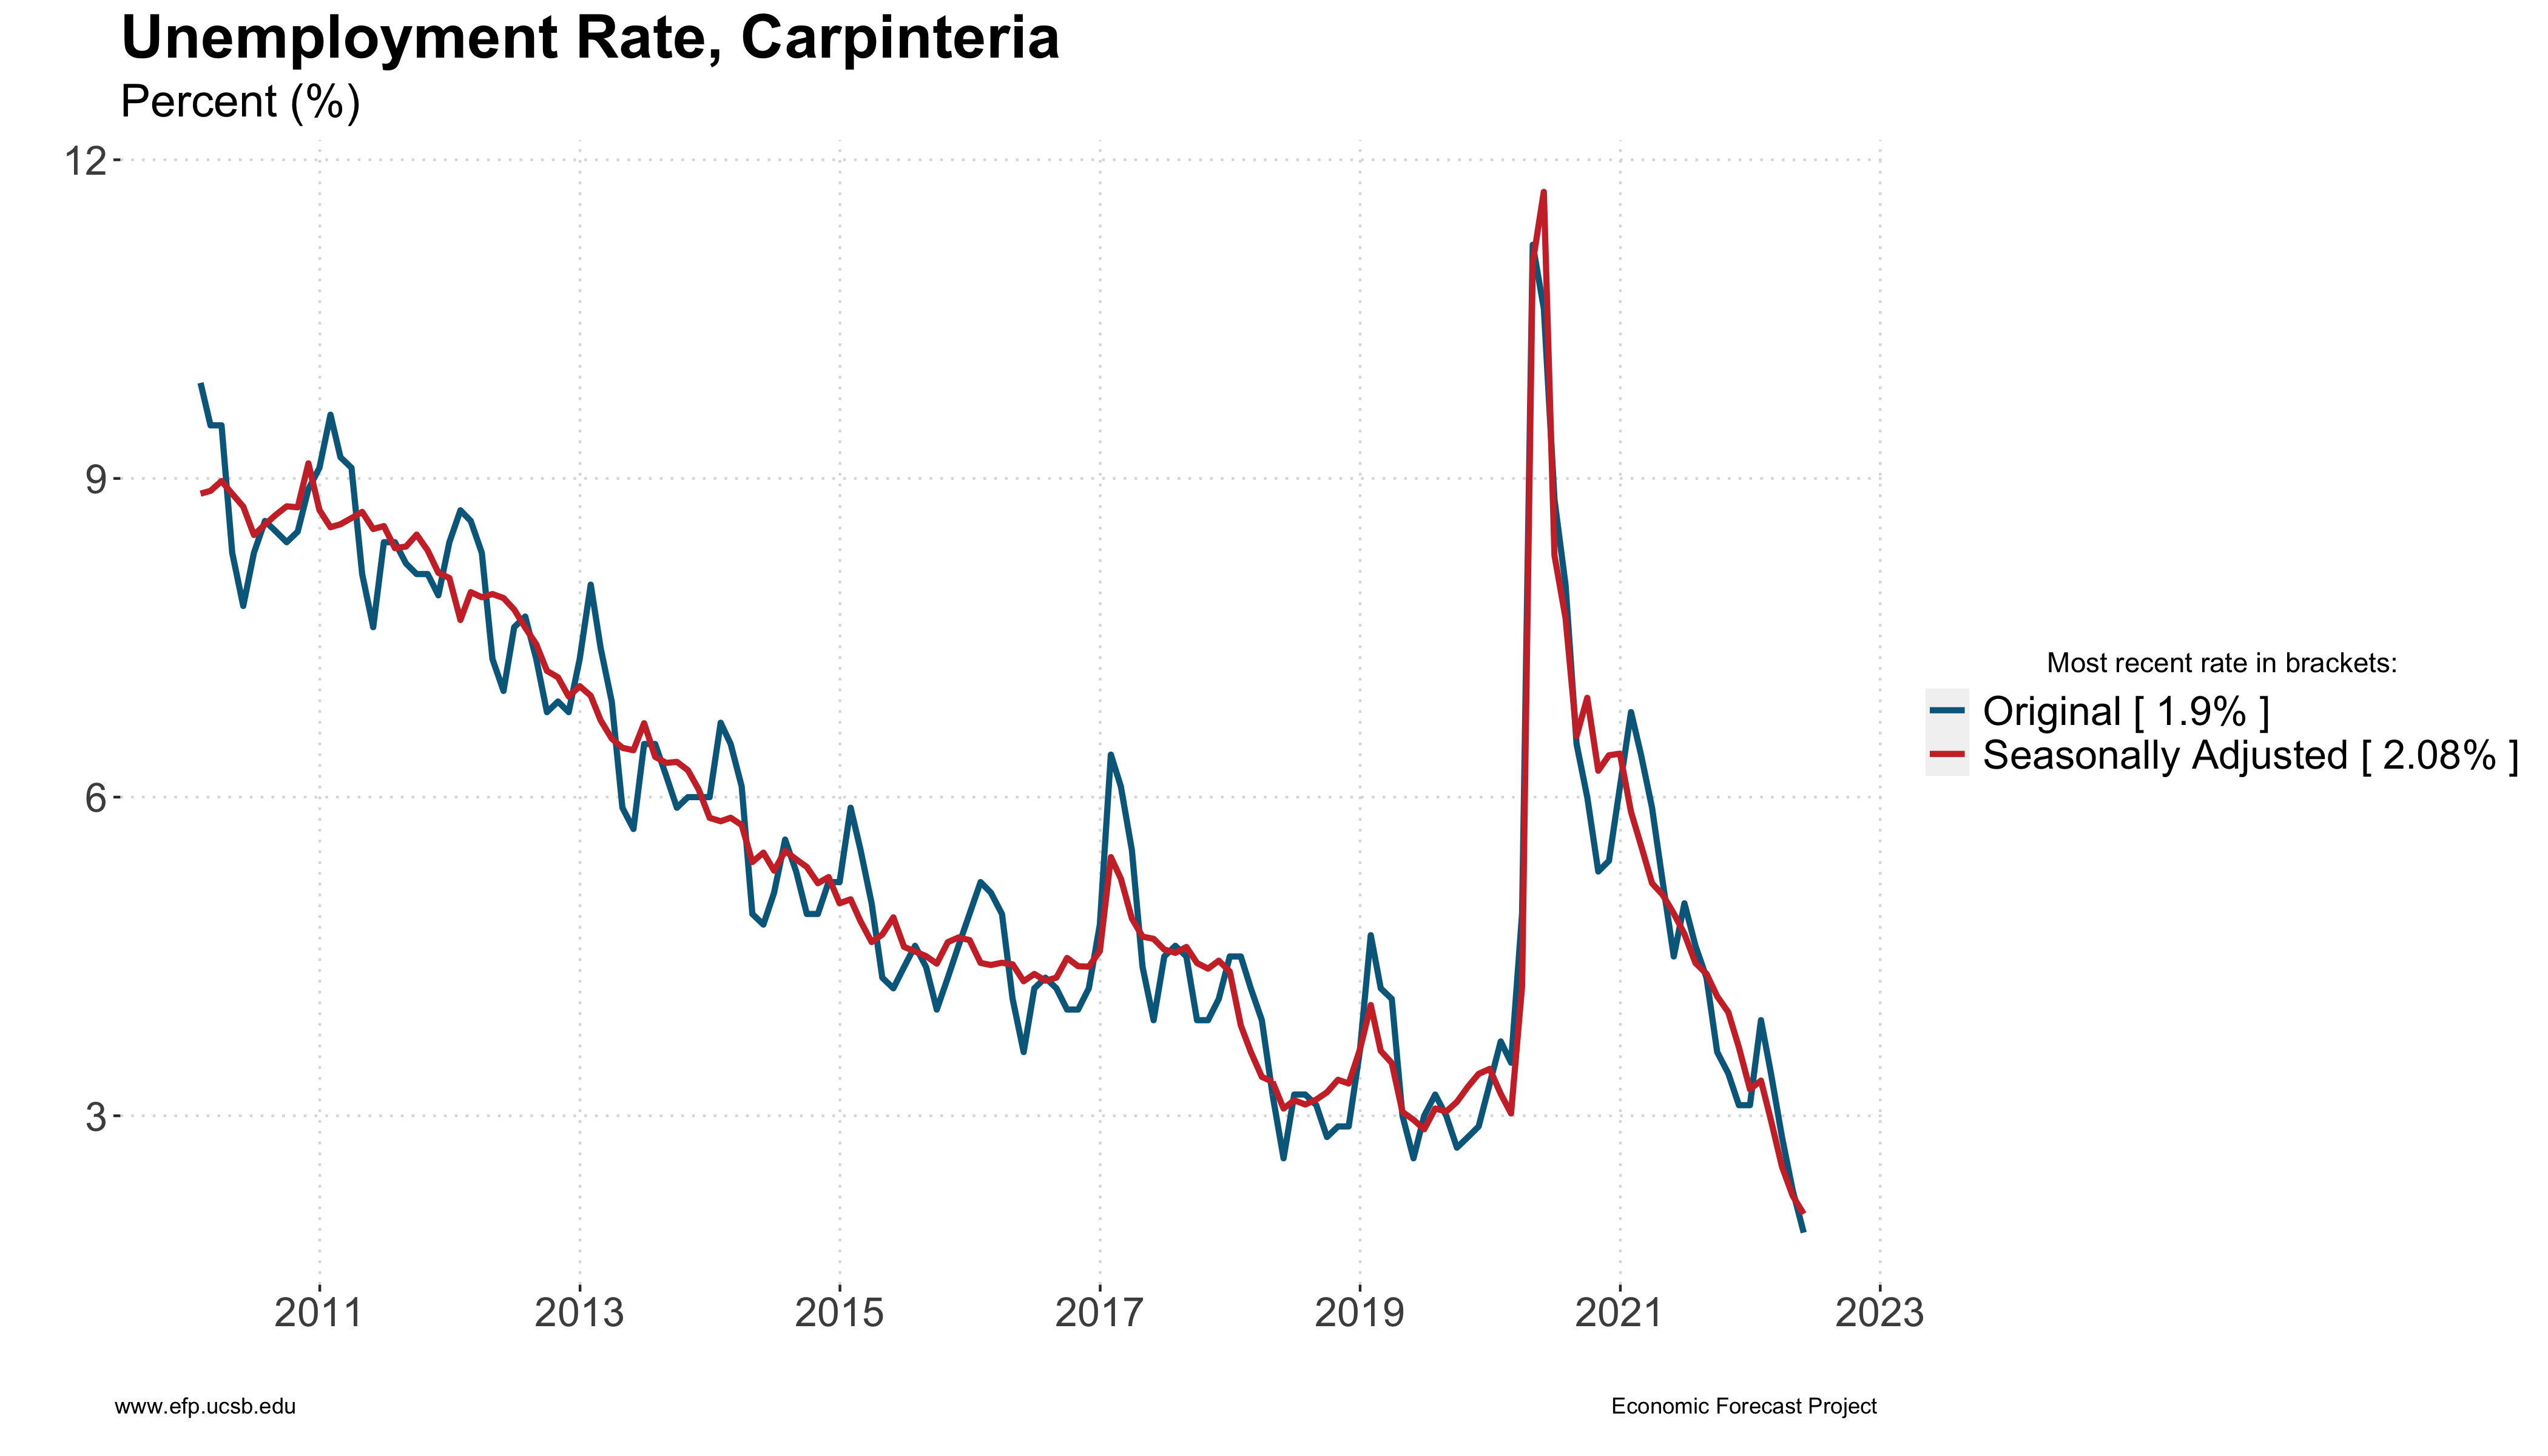 Unemployment Rate, Carpinteria
Percent (%)
12
9
6
3
2011
2013
2015
2017
2019
2021
2023
Most recent rate in brackets:
Original [ 1.9% ]
Seasonally Adjusted [ 2.08% ]
www.efp.ucsb.edu
Economic Forecast Project